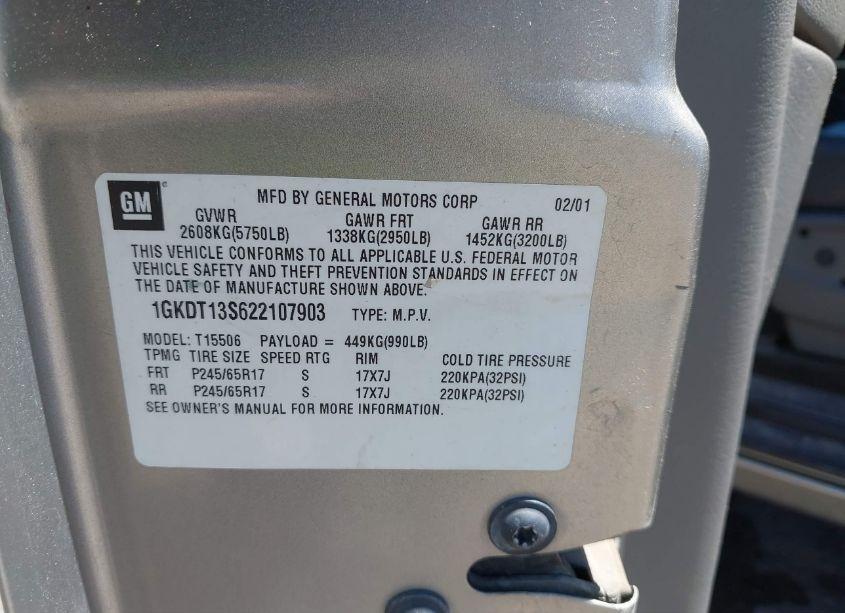 GM MFD BY GENERAL MOTORS CORP 02/01
GVWR GAWR FRT GAWR RR
2608KG(5750LB) 1338KG(2950LB) 1452KG(3200LB)
THIS VEHICLE CONFORMS TO ALL APPLICABLE U.S. FEDERAL MOTOR
VEHICLE SAFETY AND THEFT PREVENTION STANDARDS IN EFFECT ON
THE DATE OF MANUFACTURE SHOWN ABOVE.
1GKDT13S622107903 TYPE: M.P.V.
MODEL: T15506 PAYLOAD = 449KG(990LB)
TPMG TIRE SIZE SPEED RTG RIM COLD TIRE PRESSURE
FRT P245/65R17 S 17X7J 220KPA(32PSI)
RR P245/65R17 S 17X7J 220KPA(32PSI)
SEE OWNER'S MANUAL FOR MORE INFORMATION.